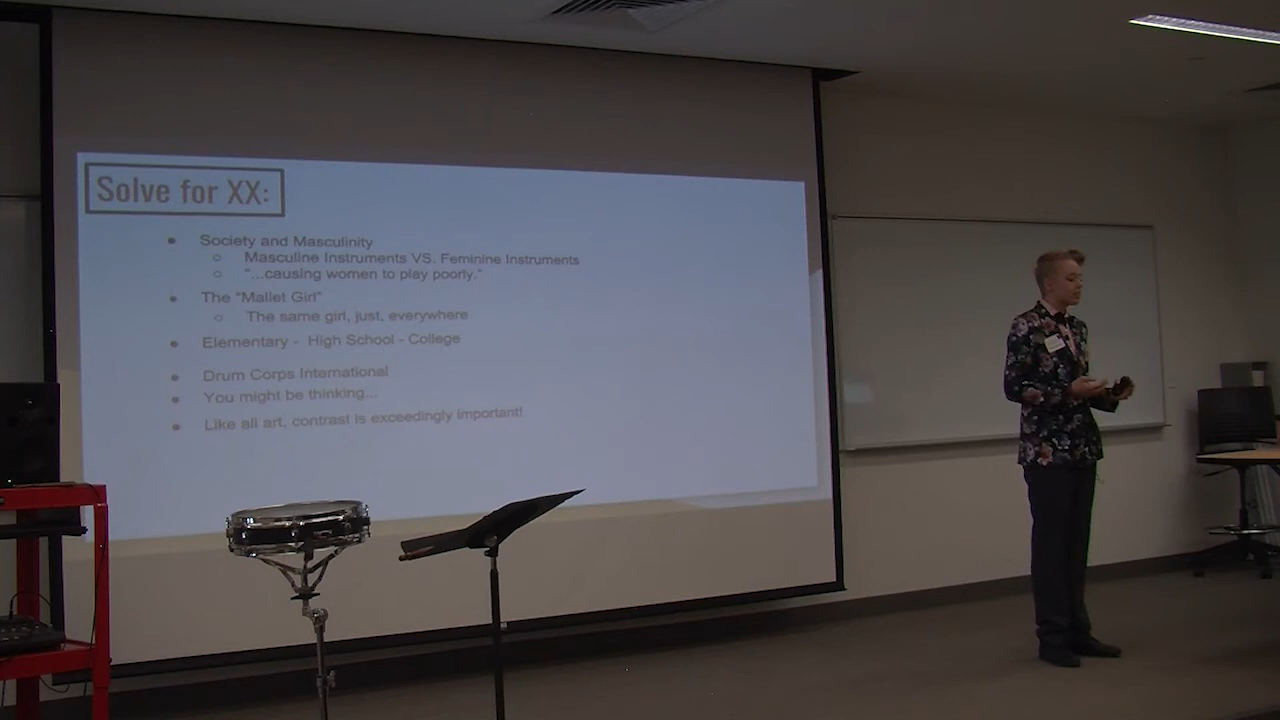 Solve for XX:
● Society and Masculinity
○ Masculine Instruments VS. Feminine Instruments
○ "...causing women to play poorly."
● The "Mallet Girl"
○ The same girl, just, everywhere
● Elementary - High School - College
● Drum Corps International
● You might be thinking...
● Like all art, contrast is exceedingly important!